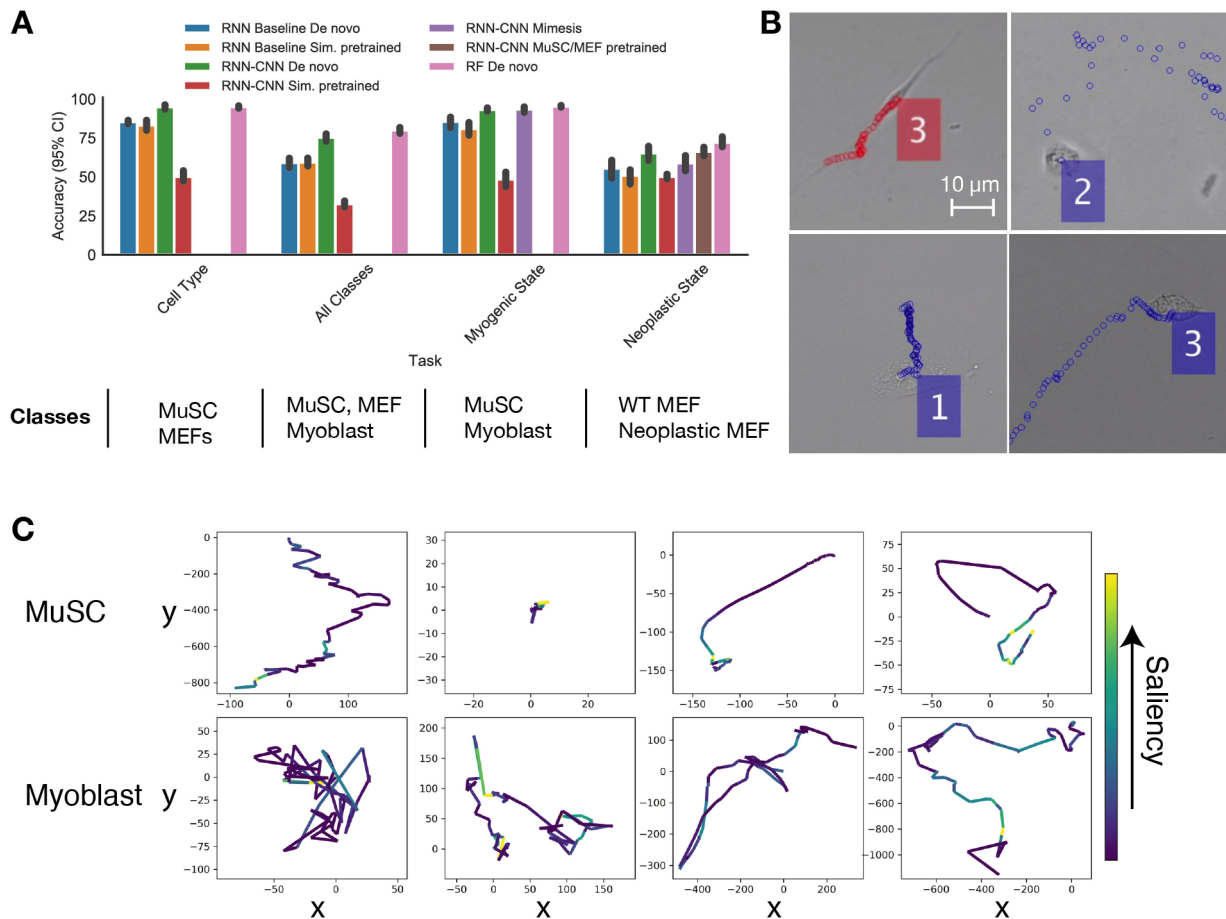 A
RNN Baseline De novo
RNN Baseline Sim. pretrained
RNN-CNN De novo
RNN-CNN Sim. pretrained
RNN-CNN Mimesis
RNN-CNN MuSC/MEF pretrained
RF De novo
Accuracy (95% CI)
100
75
50
25
0
Cell Type
All Classes
Myogenic State
Neoplastic State
Task
Classes
MuSC
MEFs
MuSC, MEF
Myoblast
MuSC
Myoblast
WT MEF
Neoplastic MEF
B
3
10 µm
2
1
3
C
MuSC
y
0
−200
−400
−600
−800
−100 0 100
30
20
10
0
−10
−20
−30
−20 0 20
0
−50
−100
−150
−150 −100 −50 0
75
50
25
0
−25
−50
−75
−50 0 50
Myoblast
y
50
25
0
−25
−50
−75
−100
−50 0 50
200
150
100
50
0
−50 0 50 100 150
100
0
−100
−200
−300
−400 −200 0 200
0
−200
−400
−600
−800
−1000
−600 −400 −200 0
x x x x
Saliency